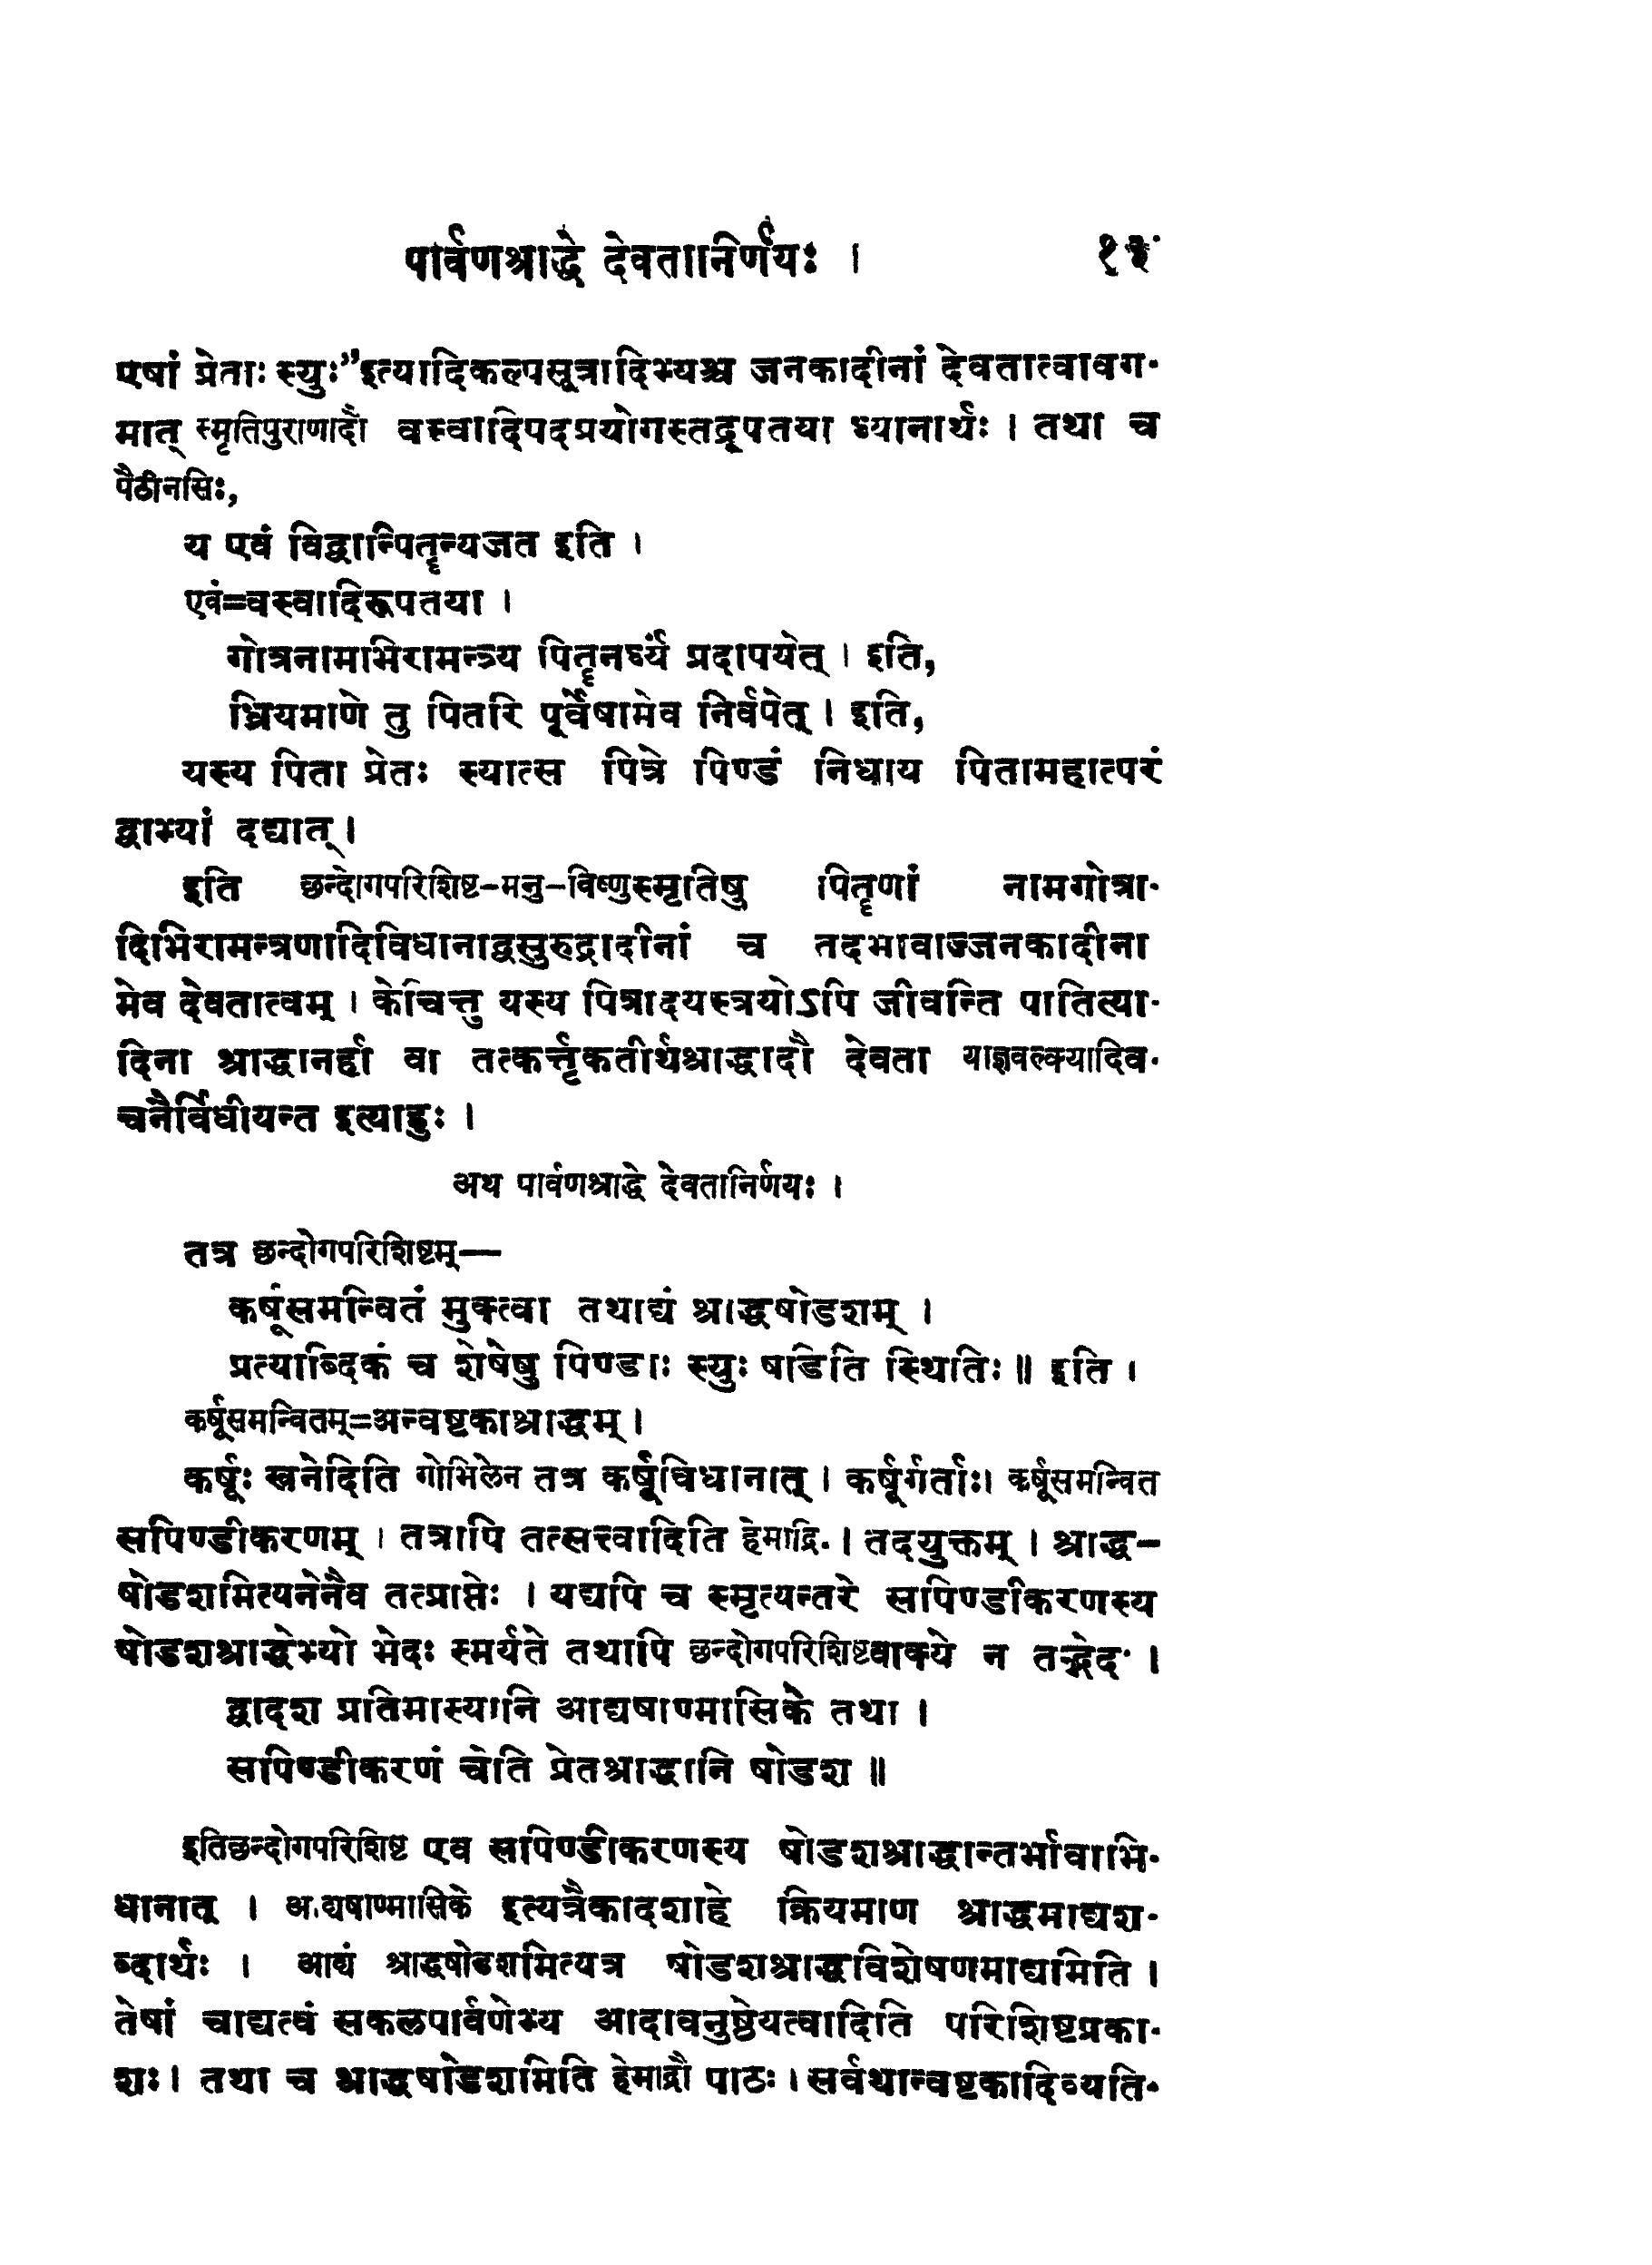 पार्वणश्राद्धे देवतानिर्णयः । १३
एषां प्रेताः स्युः”इत्यादिकल्पसूत्रादिभ्यश्च जनकादीनां देवतात्वावग-
मात् स्मृतिपुराणादौ वस्वादिपदप्रयोगस्तद्रूपतया ध्यानार्थः । तथा च
पैठीनसिः,
य एवं विद्वान्पितॄन्यजत इति ।
एवं=वस्वादिरूपतया ।
गोत्रनामाभिरामन्त्र्य पितॄनर्घ्यं प्रदापयेत् । इति,
ध्रियमाणे तु पितरि पूर्वेषामेव निर्वपेत् । इति,
यस्य पिता प्रेतः स्यात्स पित्रे पिण्डं निधाय पितामहात्परं
द्वाभ्यां दद्यात् ।
इति छन्दोगपरिशिष्ट-मनु-विष्णुस्मृतिषु पितॄणां नामगोत्रा-
दिभिरामन्त्रणादिविधानाद्वसुरुद्रादीनां च तदभावाज्जनकादीना
मेव देवतात्वम् । केचित्तु यस्य पित्रादयस्त्रयोऽपि जीवन्ति पातित्या-
दिना श्राद्धानर्हा वा तत्कर्त्तृकतीर्थश्राद्धादौ देवता याज्ञवल्क्यादिव-
चनैर्विधीयन्त इत्याहुः ।
अथ पार्वणश्राद्धे देवतानिर्णयः ।
तत्र छन्दोगपरिशिष्टम्—
कर्षूसमन्वितं मुक्त्वा तथाद्यं श्राद्धषोडशम् ।
प्रत्याब्दिकं च शेषेषु पिण्डाः स्युः षडिति स्थितिः ॥ इति ।
कर्षूसमन्वितम्=अन्वष्टकाश्राद्धम् ।
कर्षूः खनेदिति गोभिलेन तत्र कर्षूविधानात् । कर्षूर्गर्ताः। कर्षूसमन्वित
सपिण्डीकरणम् । तत्रापि तत्सत्त्वादिति हेमाद्रि. । तदयुक्तम् । श्राद्ध-
षोडशमित्यनेनैव तत्प्राप्तेः । यद्यपि च स्मृत्यन्तरे सपिण्डीकरणस्य
षोडशश्राद्धेभ्यो भेदः स्मर्यते तथापि छन्दोगपरिशिष्टवाक्ये न तद्भेद· ।
द्वादश प्रतिमास्यानि आद्यषाण्मासिके तथा ।
सपिण्डीकरणं चेति प्रेतश्राद्धानि षोडश ॥
इतिछन्दोगपरिशिष्ट एव सपिण्डीकरणस्य षोडशश्राद्धान्तर्भावाभि-
धानात् । आद्यषाण्मासिके इत्यत्रैकादशाहे क्रियमाण श्राद्धमाद्यश-
ब्दार्थः । आद्यं श्राद्धषोडशमित्यत्र षोडशश्राद्धविशेषणमाद्यमिति ।
तेषां चाद्यत्वं सकलपार्वणेभ्य आदावनुष्ठेयत्वादिति परिशिष्टप्रका-
शः। तथा च श्राद्धषोडशमिति हेमाद्रौ पाठः । सर्वथान्वष्टकादिव्यति-